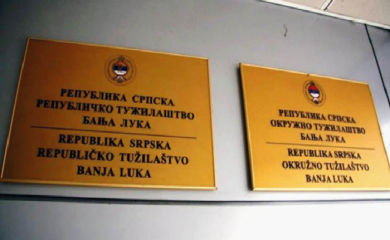 РЕПУБЛИКА СРПСКА
РЕПУБЛИЧКО ТУЖИЛАШТВО
БАЊА ЛУКА
REPUBLIKA SRPSKA
REPUBLIČKO TUŽILAŠTVO
BANJA LUKA
РЕПУБЛИКА СРПСКА
ОКРУЖНО ТУЖИЛАШТВО
БАЊА ЛУКА
REPUBLIKA SRPSKA
OKRUŽNO TUŽILAŠTVO
BANJA LUKA